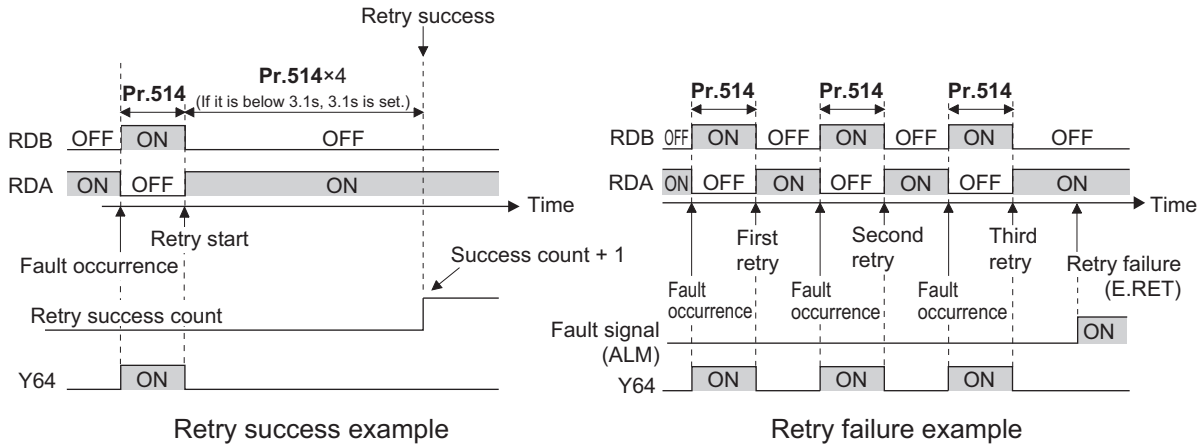 Retry success
Pr.514
Pr.514×4
(If it is below 3.1s, 3.1s is set.)
RDB OFF ON OFF
RDA ON OFF ON
Time
Retry start
Fault occurrence
Success count + 1
Retry success count
Y64 ON
Retry success example
Pr.514 Pr.514 Pr.514
RDB OFF ON OFF ON OFF ON OFF
RDA ON OFF ON OFF ON OFF ON
Time
First
retry
Second
retry
Third
retry
Retry failure
(E.RET)
Fault
occurrence
Fault
occurrence
Fault
occurrence
Fault signal
(ALM)
ON
Y64 ON ON ON
Retry failure example